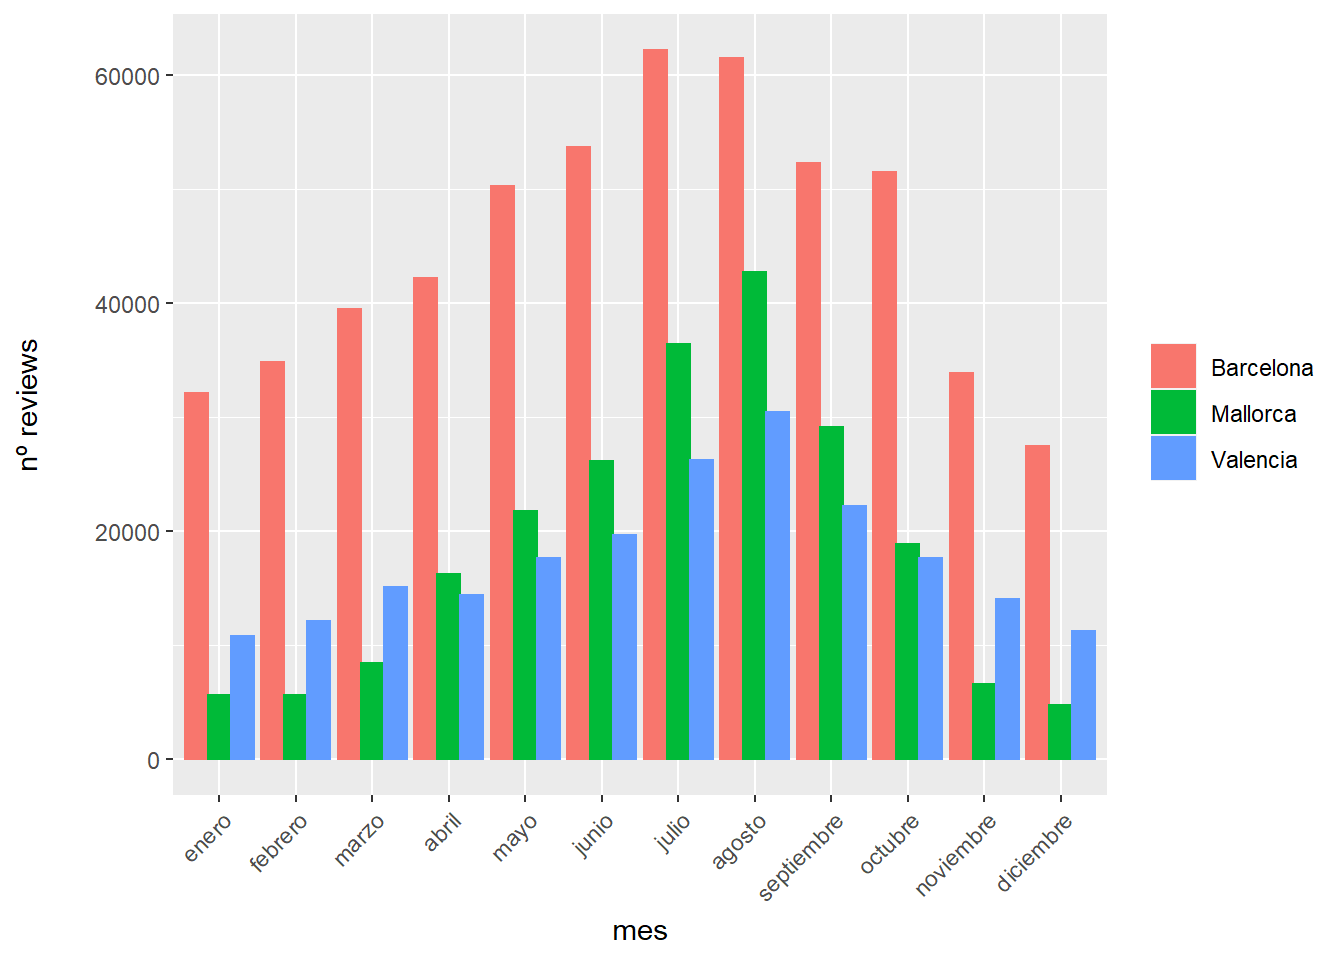 nº reviews
60000
40000
20000
0
enero
febrero
marzo
abril
mayo
junio
julio
agosto
septiembre
octubre
noviembre
diciembre
mes
Barcelona
Mallorca
Valencia